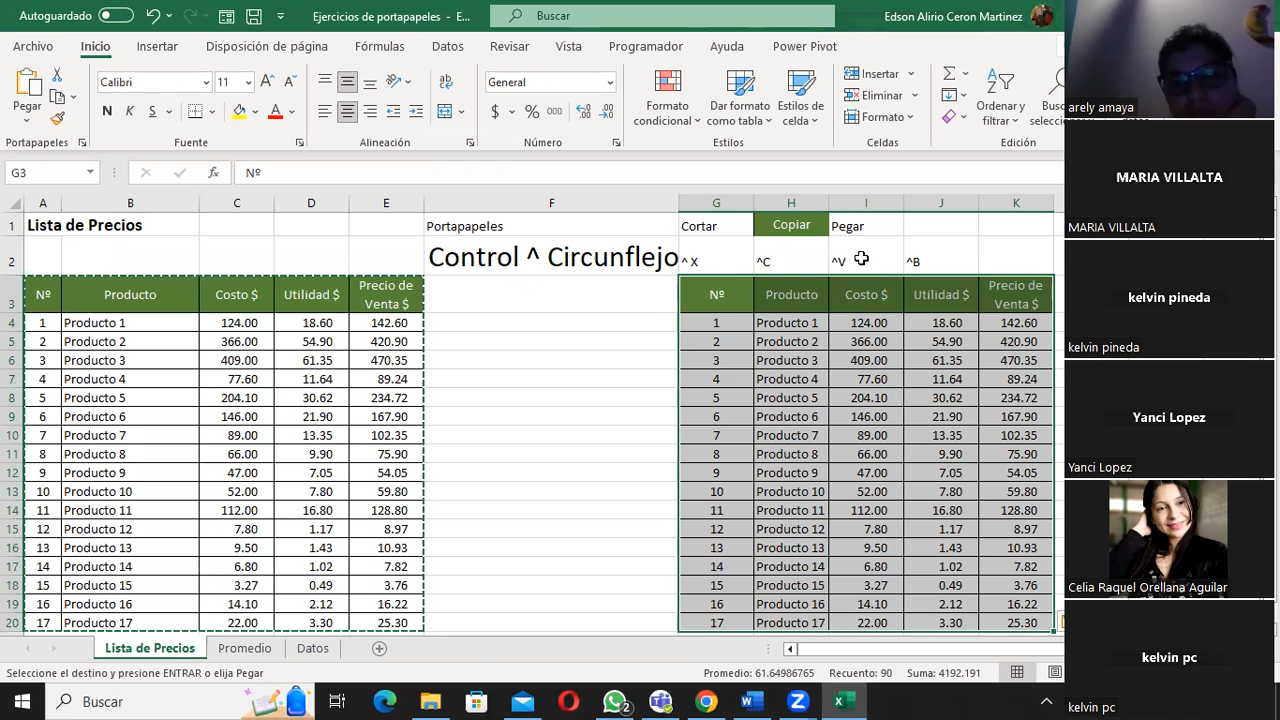 Autoguardado
Ejercicios de portapapeles - E...
Buscar
Edson Alirio Ceron Martinez
Archivo Inicio Insertar Disposición de página Fórmulas Datos Revisar Vista Programador Ayuda Power Pivot
Pegar
Calibri 11
N K S
General
$ % 000
Formato condicional
Dar formato como tabla
Estilos de celda
Insertar
Eliminar
Formato
Ordenar y
Portapapeles Fuente Alineación Número Estilos Celdas Edición
G3 fx Nº
A B C D E F G H I J K
1 Lista de Precios Portapapeles Cortar Copiar Pegar
2 Control ^ Circunflejo ^ X ^C ^V ^B
3 Nº Producto Costo $ Utilidad $ Precio de Venta $ Nº Producto Costo $ Utilidad $ Precio de Venta $
4 1 Producto 1 124.00 18.60 142.60 1 Producto 1 124.00 18.60 142.60
5 2 Producto 2 366.00 54.90 420.90 2 Producto 2 366.00 54.90 420.90
6 3 Producto 3 409.00 61.35 470.35 3 Producto 3 409.00 61.35 470.35
7 4 Producto 4 77.60 11.64 89.24 4 Producto 4 77.60 11.64 89.24
8 5 Producto 5 204.10 30.62 234.72 5 Producto 5 204.10 30.62 234.72
9 6 Producto 6 146.00 21.90 167.90 6 Producto 6 146.00 21.90 167.90
10 7 Producto 7 89.00 13.35 102.35 7 Producto 7 89.00 13.35 102.35
11 8 Producto 8 66.00 9.90 75.90 8 Producto 8 66.00 9.90 75.90
12 9 Producto 9 47.00 7.05 54.05 9 Producto 9 47.00 7.05 54.05
13 10 Producto 10 52.00 7.80 59.80 10 Producto 10 52.00 7.80 59.80
14 11 Producto 11 112.00 16.80 128.80 11 Producto 11 112.00 16.80 128.80
15 12 Producto 12 7.80 1.17 8.97 12 Producto 12 7.80 1.17 8.97
16 13 Producto 13 9.50 1.43 10.93 13 Producto 13 9.50 1.43 10.93
17 14 Producto 14 6.80 1.02 7.82 14 Producto 14 6.80 1.02 7.82
18 15 Producto 15 3.27 0.49 3.76 15 Producto 15 3.27 0.49 3.76
19 16 Producto 16 14.10 2.12 16.22 16 Producto 16 14.10 2.12 16.22
20 17 Producto 17 22.00 3.30 25.30 17 Producto 17 22.00 3.30 25.30
Lista de Precios Promedio Datos
Seleccione el destino y presione ENTRAR o elija Pegar
Promedio: 61.64986765 Recuento: 90 Suma: 4192.191
Buscar
2
arely amaya
MARIA VILLALTA
MARIA VILLALTA
kelvin pineda
kelvin pineda
Yanci Lopez
Yanci Lopez
Celia Raquel Orellana Aguilar
kelvin pc
kelvin pc